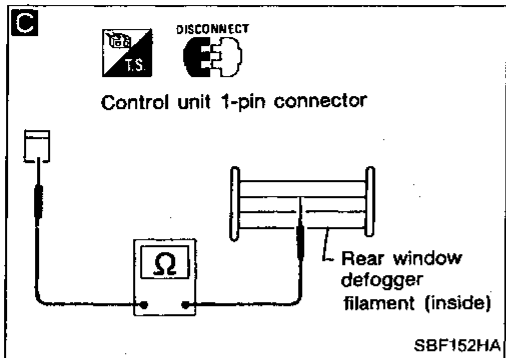 C
DISCONNECT
T.S.
Control unit 1-pin connector
Ω
Rear window
defogger
filament (inside)
SBF152HA